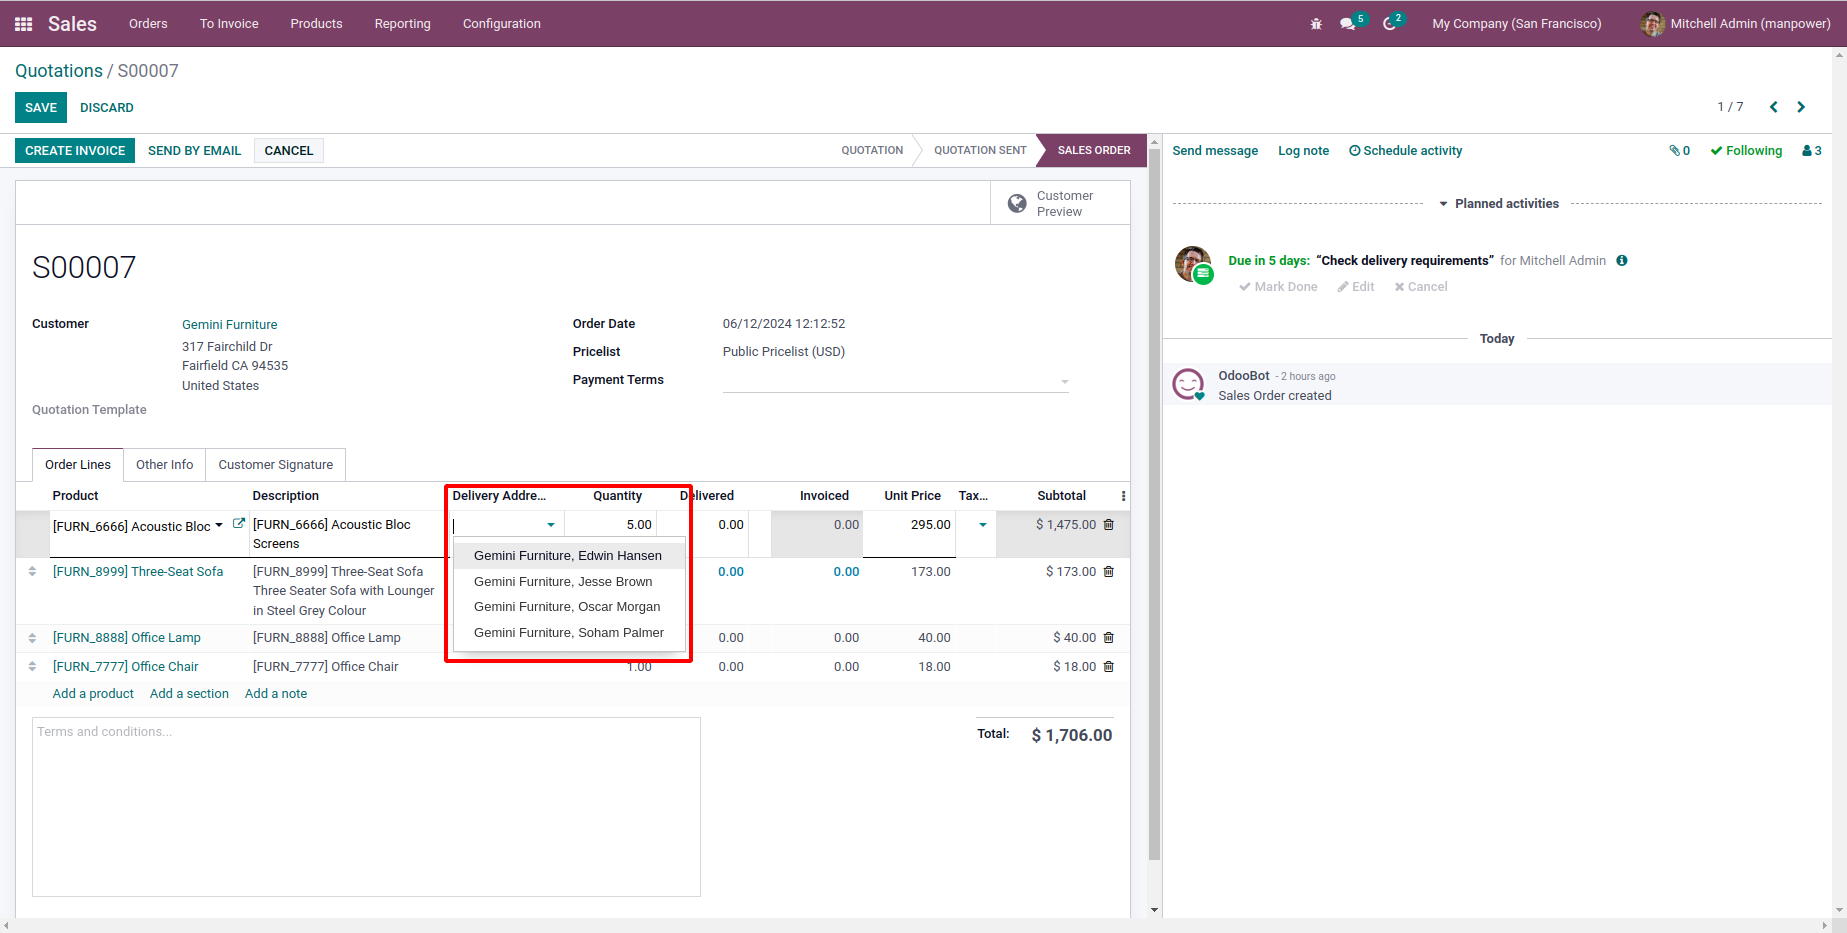 Sales Orders To Invoice Products Reporting Configuration 5 2 My Company (San Francisco) Mitchell Admin (manpower)
Quotations / S00007
SAVE DISCARD 1 / 7
CREATE INVOICE SEND BY EMAIL CANCEL QUOTATION QUOTATION SENT SALES ORDER
Customer
Preview
S00007
Customer Gemini Furniture
317 Fairchild Dr
Fairfield CA 94535
United States
Quotation Template
Order Date 06/12/2024 12:12:52
Pricelist Public Pricelist (USD)
Payment Terms
Order Lines Other Info Customer Signature
Product Description Delivery Addre... Quantity Delivered Invoiced Unit Price Tax... Subtotal
[FURN_6666] Acoustic Bloc [FURN_6666] Acoustic Bloc 5.00 0.00 0.00 295.00 $ 1,475.00
Screens
Gemini Furniture, Edwin Hansen
Gemini Furniture, Jesse Brown
Gemini Furniture, Oscar Morgan
Gemini Furniture, Soham Palmer
[FURN_8999] Three-Seat Sofa [FURN_8999] Three-Seat Sofa 0.00 0.00 173.00 $ 173.00
Three Seater Sofa with Lounger
in Steel Grey Colour
[FURN_8888] Office Lamp [FURN_8888] Office Lamp 0.00 0.00 40.00 $ 40.00
[FURN_7777] Office Chair [FURN_7777] Office Chair 1.00 0.00 0.00 18.00 $ 18.00
Add a product Add a section Add a note
Terms and conditions...
Total: $ 1,706.00
Send message Log note Schedule activity 0 Following 3
Planned activities
Due in 5 days: “Check delivery requirements” for Mitchell Admin
Mark Done Edit Cancel
Today
OdooBot - 2 hours ago
Sales Order created